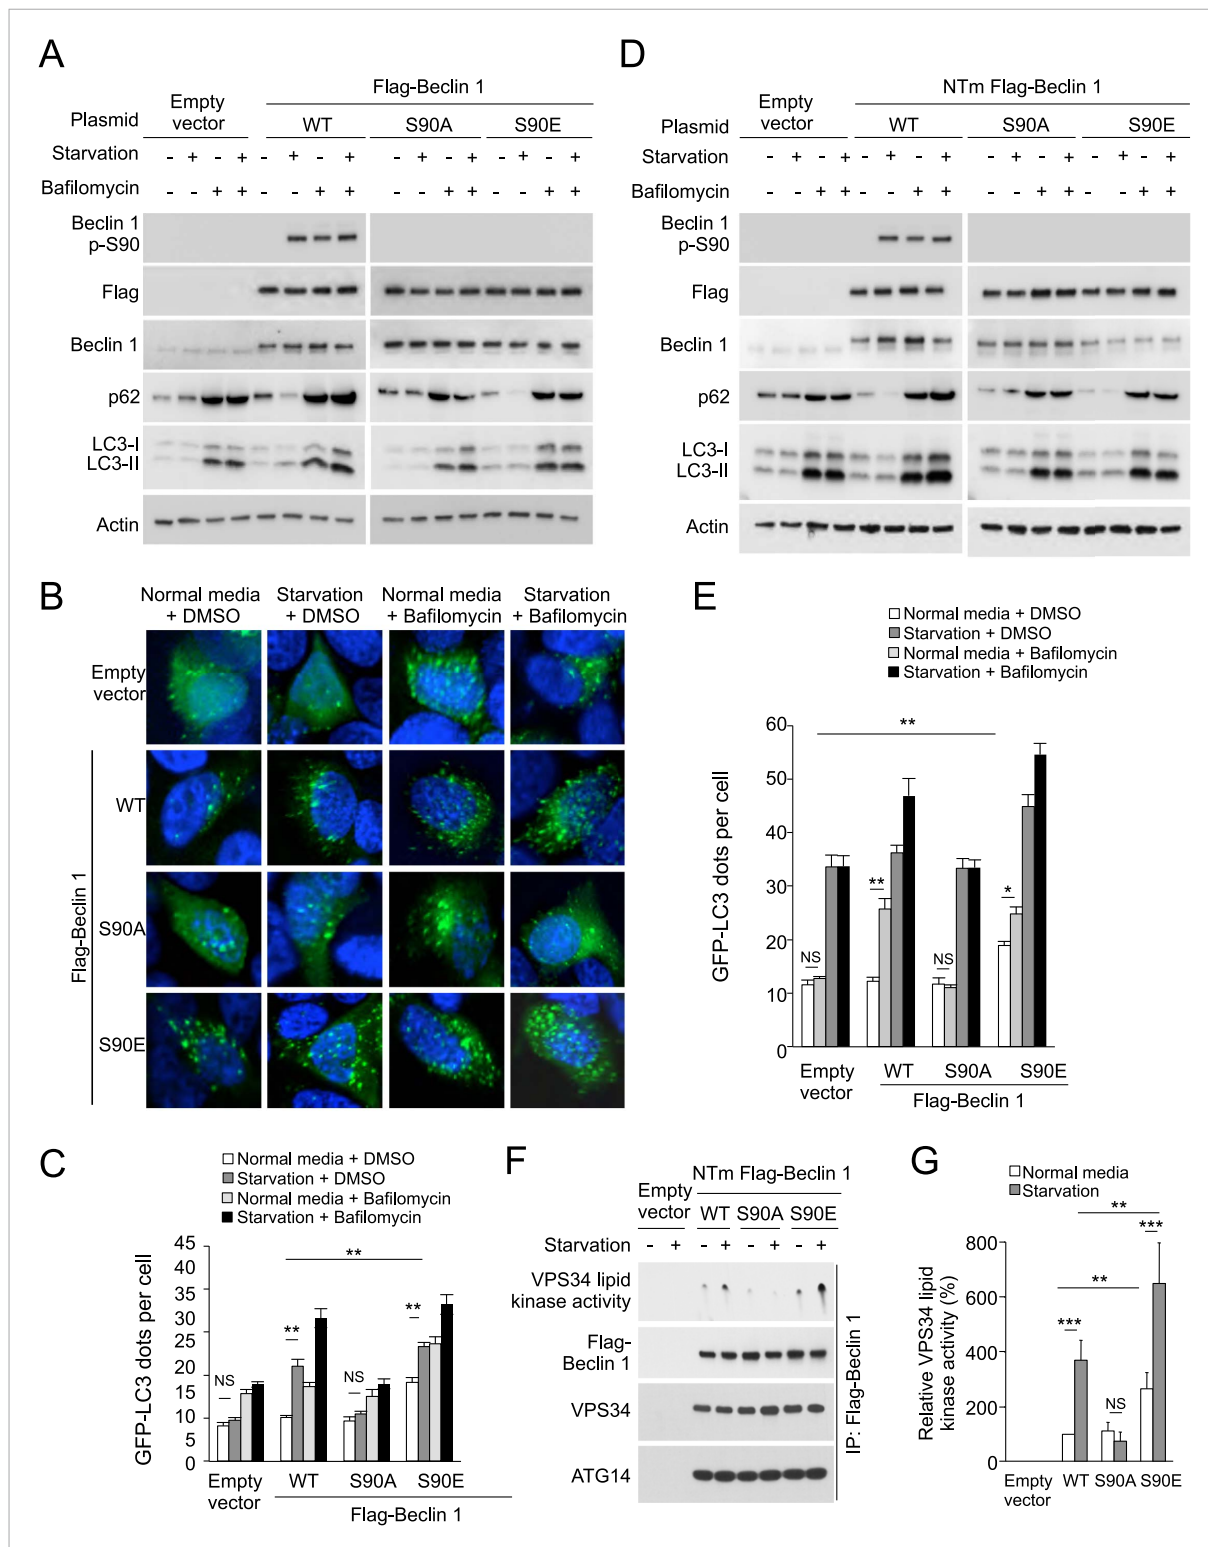 A
Flag-Beclin 1
Empty
vector
Plasmid
WT
S90A
S90E
Starvation
- + - + - + - + - + - + - + - +
Bafilomycin
- - + + - - + + - - + + - - + +
Beclin 1
p-S90
Flag
Beclin 1
p62
LC3-I
LC3-II
Actin
D
NTm Flag-Beclin 1
Empty
vector
Plasmid
WT
S90A
S90E
Starvation
- + - + - + - + - + - + - + - +
Bafilomycin
- - + + - - + + - - + + - - + +
Beclin 1
p-S90
Flag
Beclin 1
p62
LC3-I
LC3-II
Actin
B
Normal media
+ DMSO
Starvation
+ DMSO
Normal media
+ Bafilomycin
Starvation
+ Bafilomycin
Empty
vector
WT
S90A
S90E
Flag-Beclin 1
E
Normal media + DMSO
Starvation + DMSO
Normal media + Bafilomycin
Starvation + Bafilomycin
GFP-LC3 dots per cell
60
50
40
30
20
10
0
**
NS
**
NS
*
Empty
vector
WT
S90A
S90E
Flag-Beclin 1
C
Normal media + DMSO
Starvation + DMSO
Normal media + Bafilomycin
Starvation + Bafilomycin
GFP-LC3 dots per cell
45
35
20
15
10
0
**
NS
**
NS
**
Empty
vector
WT
S90A
S90E
Flag-Beclin 1
F
NTm Flag-Beclin 1
Empty
vector
WT
S90A
S90E
Starvation
- + - + - + - +
VPS34 lipid
kinase activity
Flag-
Beclin 1
VPS34
ATG14
IP: Flag-Beclin 1
G
Normal media
Starvation
Relative VPS34 lipid
kinase activity (%)
800
600
400
200
0
**
***
**
***
NS
Empty
vector
WT
S90A
S90E